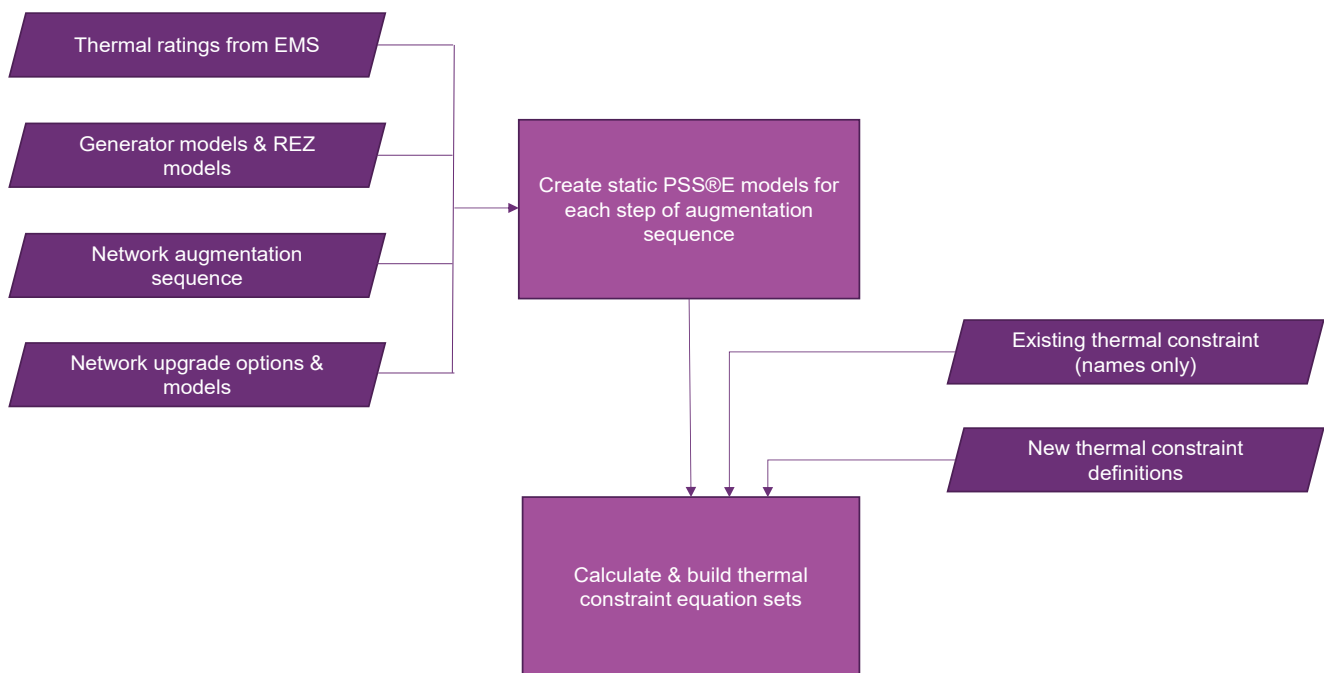 Thermal ratings from EMS
Generator models & REZ
models
Network augmentation
sequence
Network upgrade options &
models
Create static PSS®E models for
each step of augmentation
sequence
Existing thermal constraint
(names only)
New thermal constraint
definitions
Calculate & build thermal
constraint equation sets